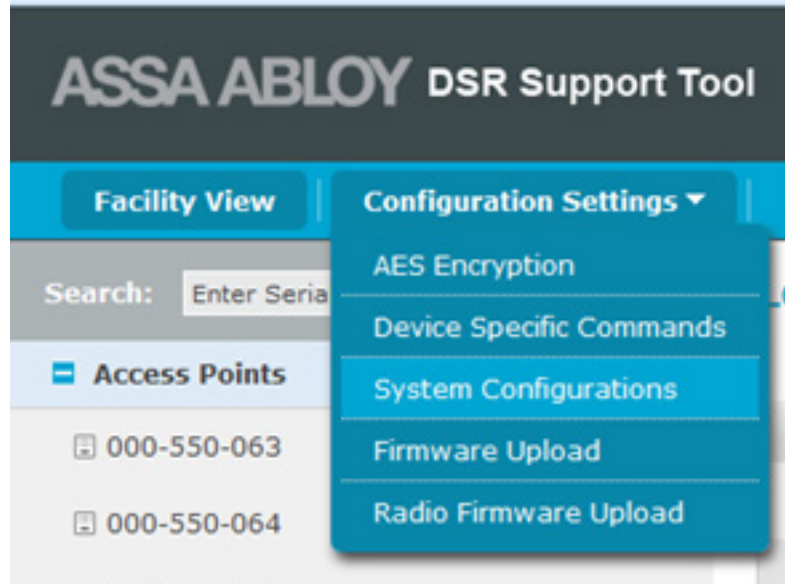 ASSA ABLOY DSR Support Tool
Facility View Configuration Settings
Search: Enter Seria
AES Encryption
Device Specific Commands
Access Points
System Configurations
000-550-063
Firmware Upload
000-550-064
Radio Firmware Upload